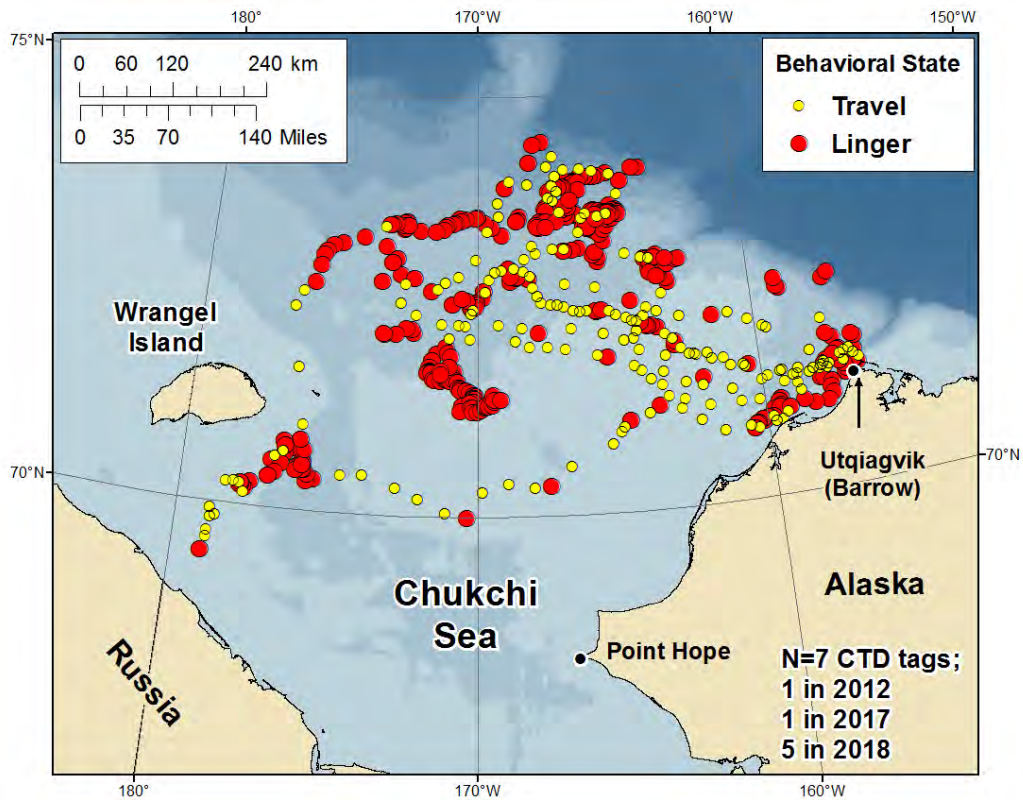 180° 170°W 160°W 150°W
75°N
0 60 120 240 km
0 35 70 140 Miles
Behavioral State
Travel
Linger
Wrangel
Island
70°N
70°N
Utqiagvik
(Barrow)
Chukchi
Sea
Alaska
Point Hope
Russia
N=7 CTD tags;
1 in 2012
1 in 2017
5 in 2018
180° 170°W 160°W